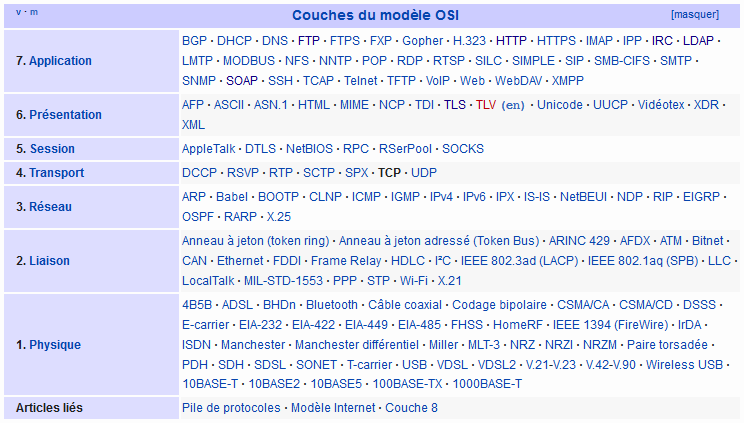 v · m Couches du modèle OSI [masquer]
7. Application
BGP · DHCP · DNS · FTP · FTPS · FXP · Gopher · H.323 · HTTP · HTTPS · IMAP · IPP · IRC · LDAP ·
LMTP · MODBUS · NFS · NNTP · POP · RDP · RTSP · SILC · SIMPLE · SIP · SMB-CIFS · SMTP ·
SNMP · SOAP · SSH · TCAP · Telnet · TFTP · VoIP · Web · WebDAV · XMPP
6. Présentation
AFP · ASCII · ASN.1 · HTML · MIME · NCP · TDI · TLS · TLV (en) · Unicode · UUCP · Vidéotex · XDR ·
XML
5. Session
AppleTalk · DTLS · NetBIOS · RPC · RSerPool · SOCKS
4. Transport
DCCP · RSVP · RTP · SCTP · SPX · TCP · UDP
3. Réseau
ARP · Babel · BOOTP · CLNP · ICMP · IGMP · IPv4 · IPv6 · IPX · IS-IS · NetBEUI · NDP · RIP · EIGRP ·
OSPF · RARP · X.25
2. Liaison
Anneau à jeton (token ring) · Anneau à jeton adressé (Token Bus) · ARINC 429 · AFDX · ATM · Bitnet ·
CAN · Ethernet · FDDI · Frame Relay · HDLC · I²C · IEEE 802.3ad (LACP) · IEEE 802.1aq (SPB) · LLC ·
LocalTalk · MIL-STD-1553 · PPP · STP · Wi-Fi · X.21
1. Physique
4B5B · ADSL · BHDn · Bluetooth · Câble coaxial · Codage bipolaire · CSMA/CA · CSMA/CD · DSSS ·
E-carrier · EIA-232 · EIA-422 · EIA-449 · EIA-485 · FHSS · HomeRF · IEEE 1394 (FireWire) · IrDA ·
ISDN · Manchester · Manchester différentiel · Miller · MLT-3 · NRZ · NRZI · NRZM · Paire torsadée ·
PDH · SDH · SDSL · SONET · T-carrier · USB · VDSL · VDSL2 · V.21-V.23 · V.42-V.90 · Wireless USB ·
10BASE-T · 10BASE2 · 10BASE5 · 100BASE-TX · 1000BASE-T
Articles liés
Pile de protocoles · Modèle Internet · Couche 8